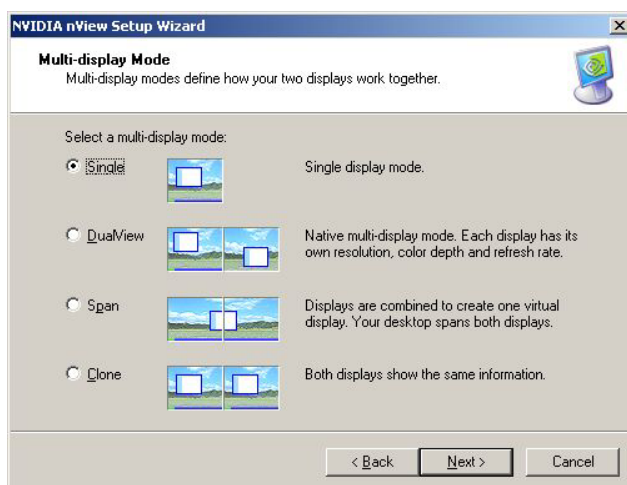 NVIDIA nView Setup Wizard
Multi-display Mode
Multi-display modes define how your two displays work together.
Select a multi-display mode:
Single
Single display mode.
DualView
Native multi-display mode. Each display has its
own resolution, color depth and refresh rate.
Span
Displays are combined to create one virtual
display. Your desktop spans both displays.
Clone
Both displays show the same information.
< Back
Next >
Cancel